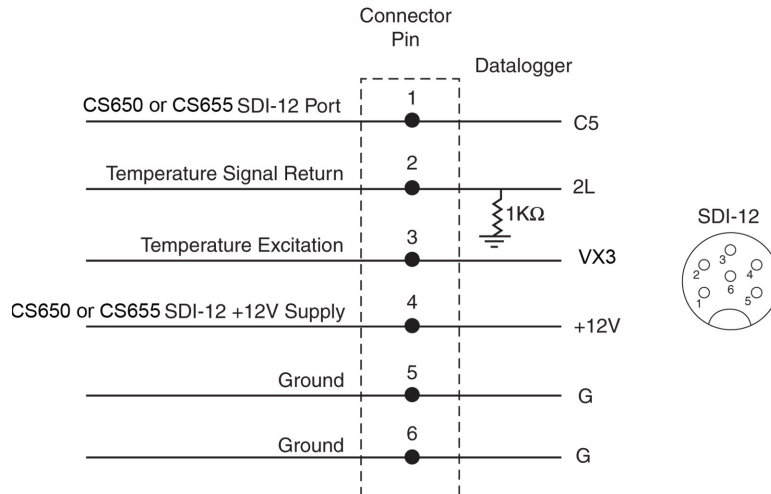 Connector
Pin
Datalogger
CS650 or CS655 SDI-12 Port
1
C5
Temperature Signal Return
2
2L
1KΩ
Temperature Excitation
3
VX3
CS650 or CS655 SDI-12 +12V Supply
4
+12V
Ground
5
G
Ground
6
G
SDI-12
3
2
4
6
1
5